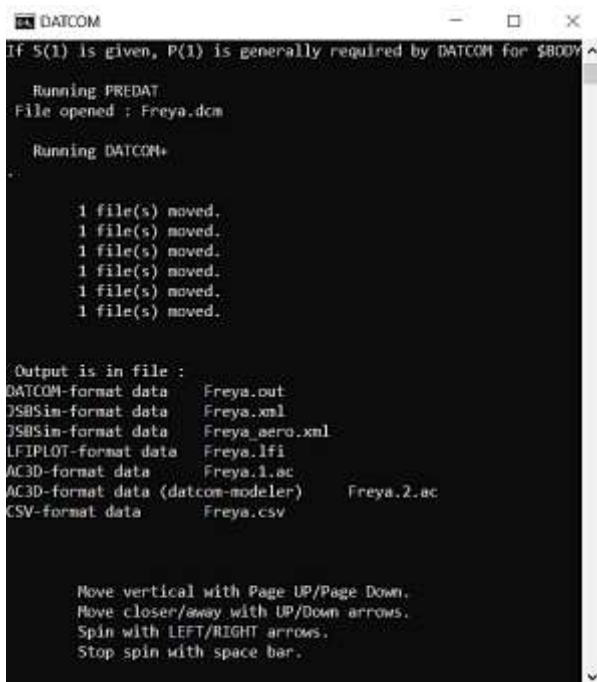 DATCOM
If S(1) is given, P(1) is generally required by DATCOM for $BODY
Running PREDAT
File opened : Freya.dcm
Running DATCOM+
.
1 file(s) moved.
1 file(s) moved.
1 file(s) moved.
1 file(s) moved.
1 file(s) moved.
1 file(s) moved.
Output is in file :
DATCOM-format data Freya.out
JSBSim-format data Freya.xml
JSBSim-format data Freya_aero.xml
LFIPLOT-format data Freya.lfi
AC3D-format data Freya.1.ac
AC3D-format data (datcom-modeler) Freya.2.ac
CSV-format data Freya.csv
Move vertical with Page UP/Page Down.
Move closer/away with UP/Down arrows.
Spin with LEFT/RIGHT arrows.
Stop spin with space bar.